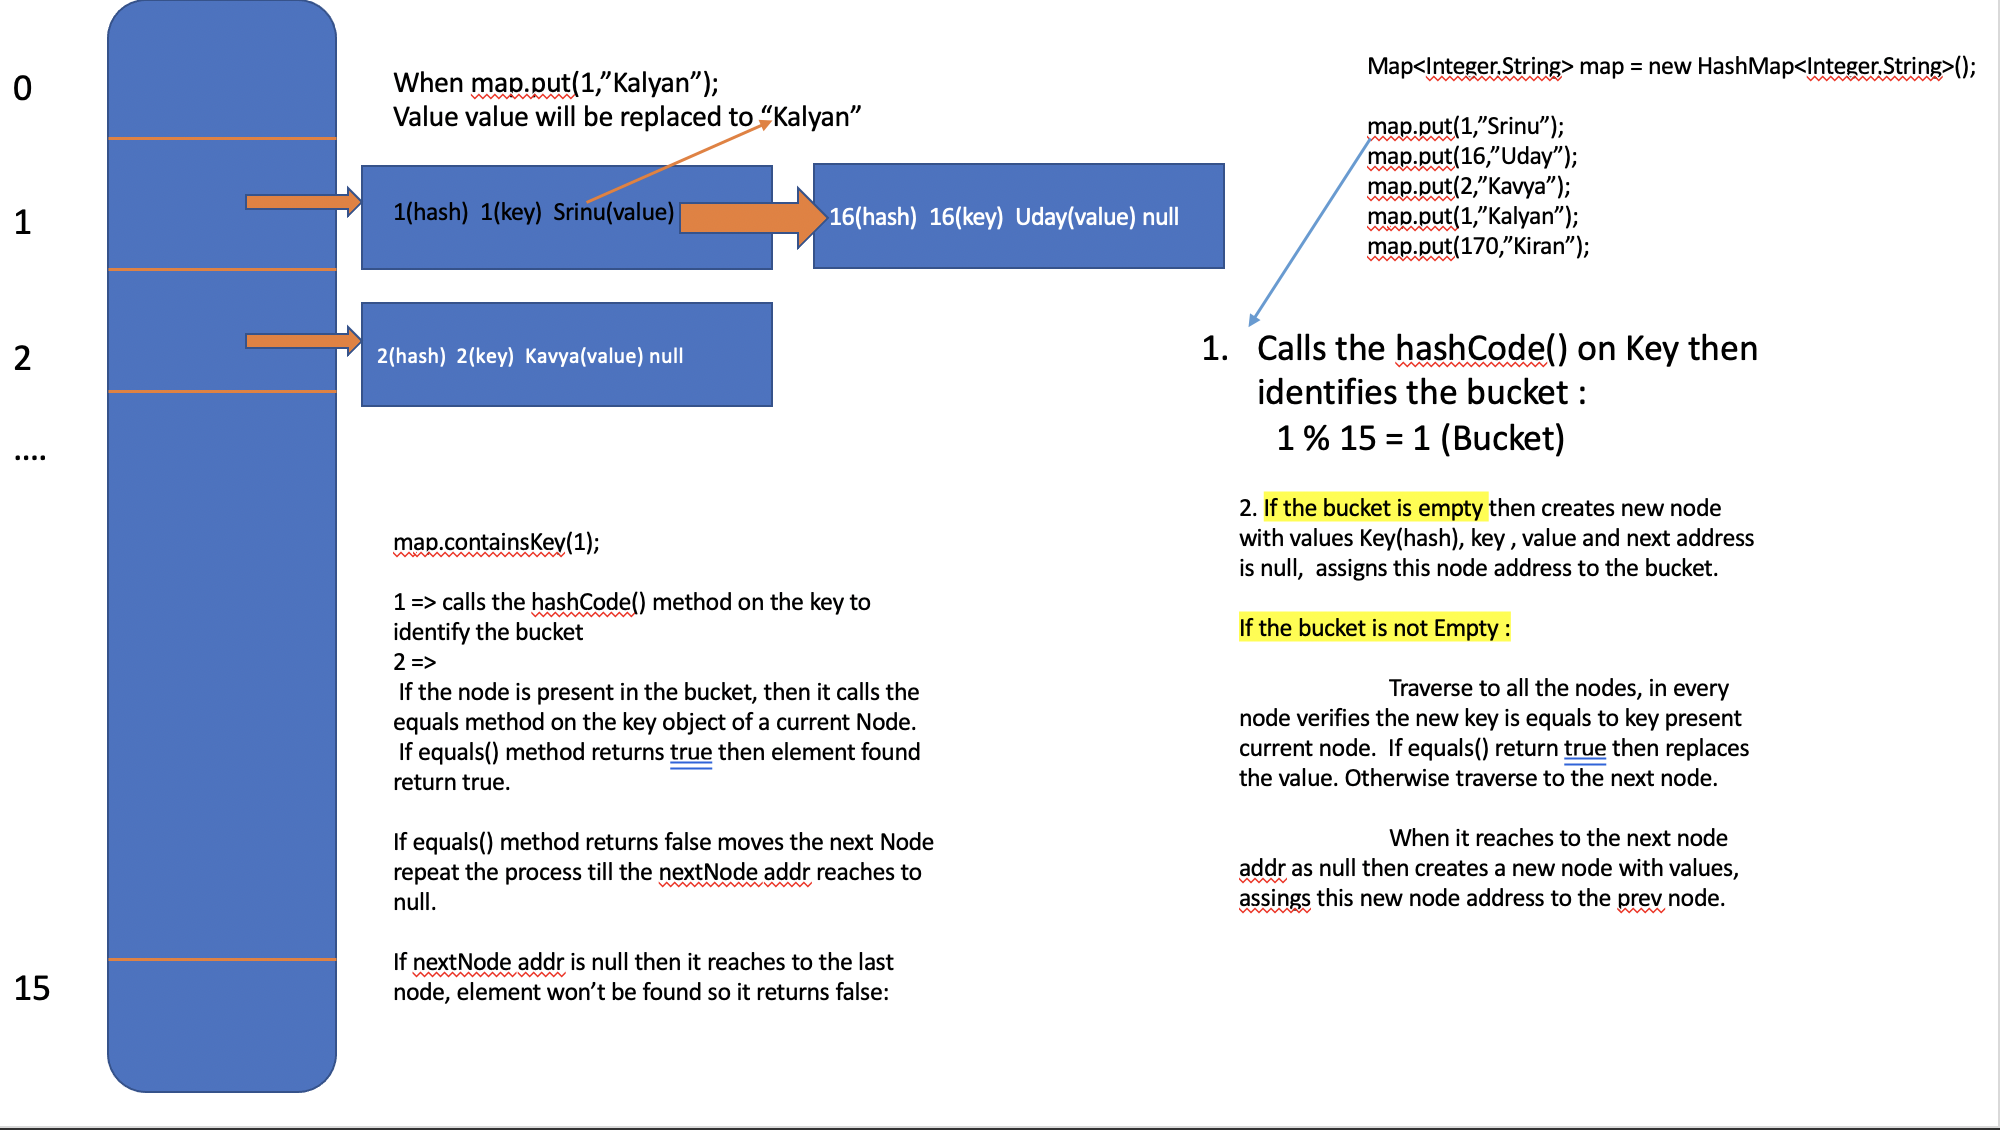 0
1
2
....
15
When map.put(1,”Kalyan”);
Value value will be replaced to “Kalyan”
1(hash) 1(key) Srinu(value)
16(hash) 16(key) Uday(value) null
2(hash) 2(key) Kavya(value) null
map.containsKey(1);
1 => calls the hashCode() method on the key to
identify the bucket
2 =>
If the node is present in the bucket, then it calls the
equals method on the key object of a current Node.
If equals() method returns true then element found
return true.
If equals() method returns false moves the next Node
repeat the process till the nextNode addr reaches to
null.
If nextNode addr is null then it reaches to the last
node, element won’t be found so it returns false:
Map<Integer.String> map = new HashMap<Integer.String>();
map.put(1,”Srinu”);
map.put(16,”Uday”);
map.put(2,”Kavya”);
map.put(1,”Kalyan”);
map.put(170,”Kiran”);
1. Calls the hashCode() on Key then
identifies the bucket :
1 % 15 = 1 (Bucket)
2. If the bucket is empty then creates new node
with values Key(hash), key , value and next address
is null, assigns this node address to the bucket.
If the bucket is not Empty :
Traverse to all the nodes, in every
node verifies the new key is equals to key present
current node. If equals() return true then replaces
the value. Otherwise traverse to the next node.
When it reaches to the next node
addr as null then creates a new node with values,
assings this new node address to the prev node.